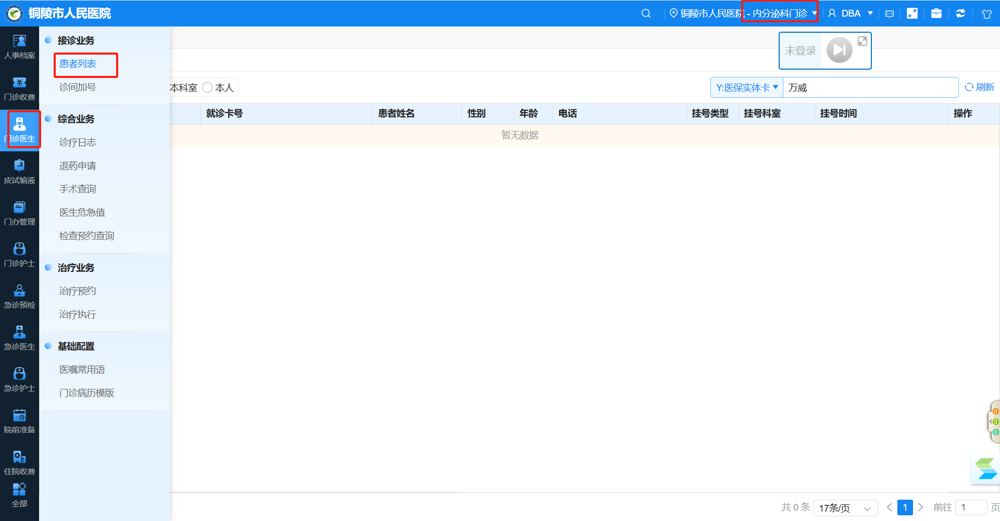 铜陵市人民医院
铜陵市人民医院 - 内分泌科门诊
DBA
人事档案
门诊收费
门诊医生
皮试输液
门办管理
门诊护士
急诊预检
急诊医生
急诊护士
院前准备
住院收费
全部
接诊业务
患者列表
诊间加号
综合业务
诊疗日志
退药申请
手术查询
医生危急值
检查预约查询
治疗业务
治疗预约
治疗执行
基础配置
医嘱常用语
门诊病历模版
未登录
本科室 本人
Y:医保实体卡 万威 刷新
就诊卡号 患者姓名 性别 年龄 电话 挂号类型 挂号科室 挂号时间 操作
暂无数据
0
0
0
共 0 条 17条/页 1 前往 1 页